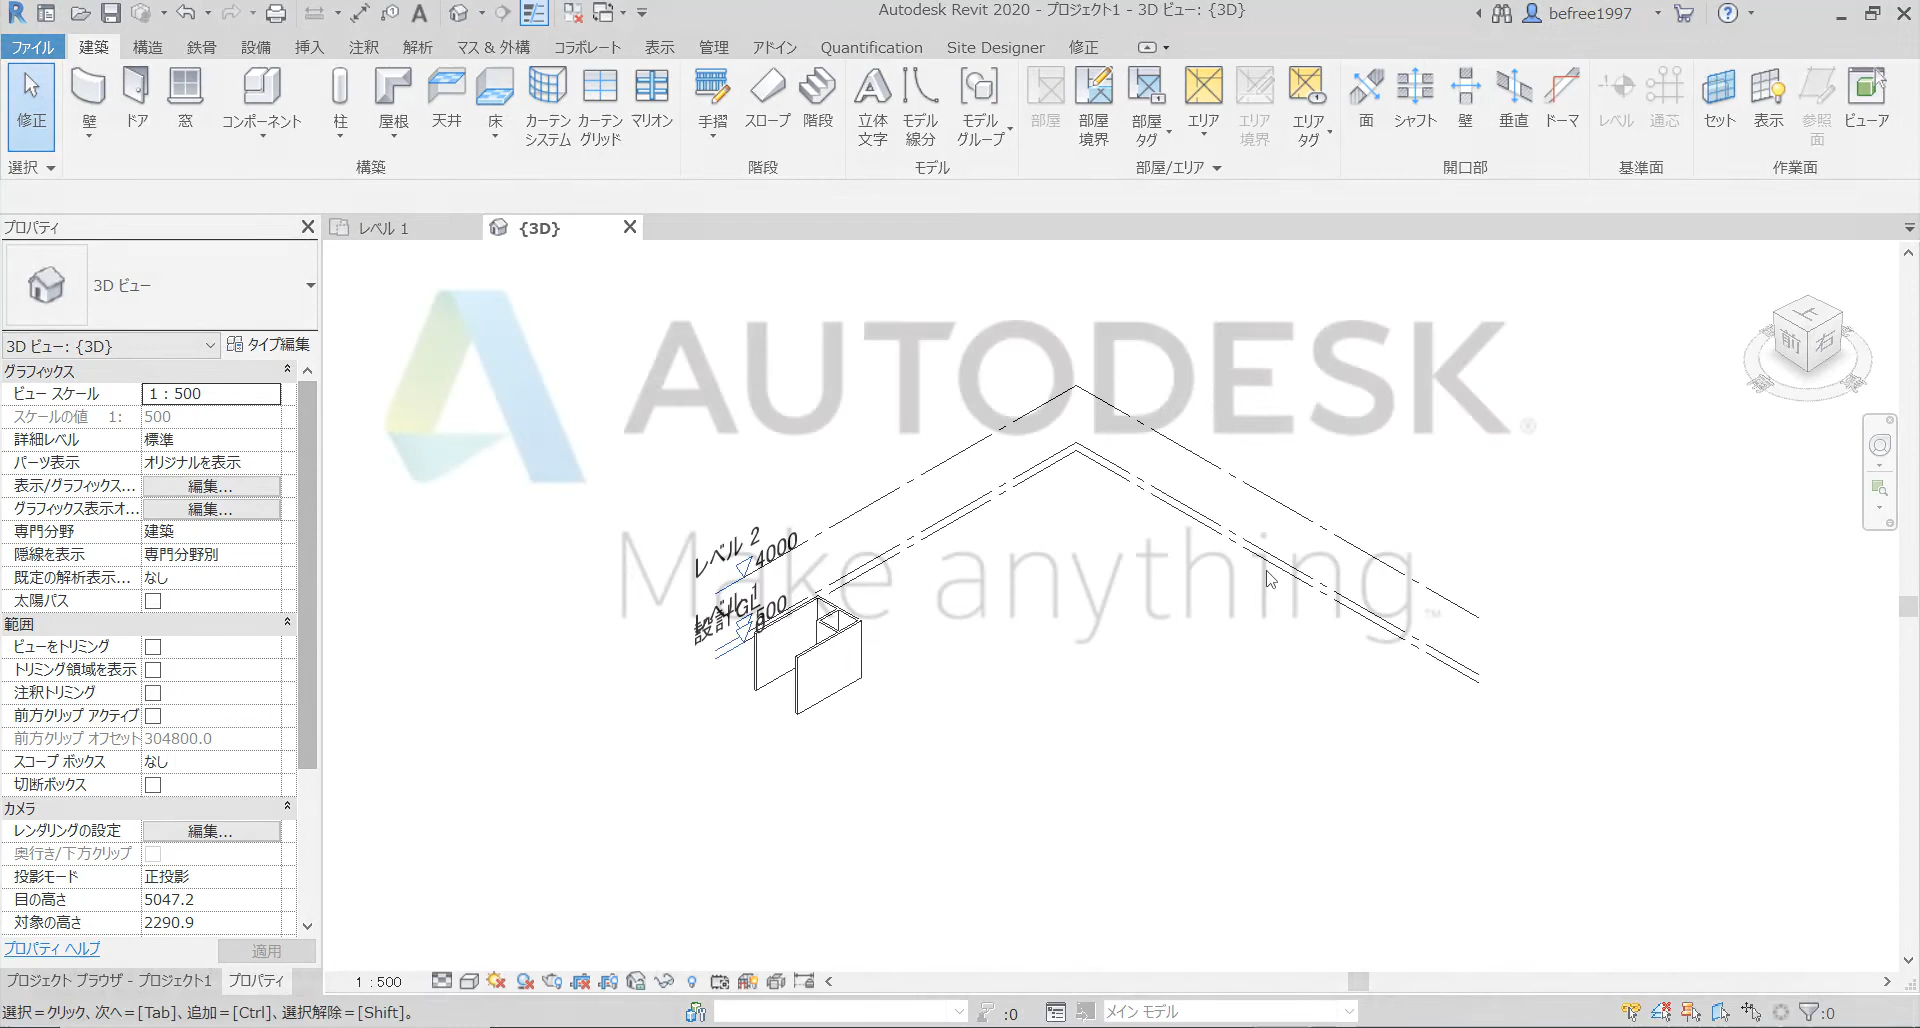 Autodesk Revit 2020 - プロジェクト1 - 3D ビュー: {3D}
befree1997
ファイル 建築 構造 鉄骨 設備 挿入 注釈 解析 マス & 外構 コラボレート 表示 管理 アドイン Quantification Site Designer 修正
修正 壁 ドア 窓 コンポーネント 柱 屋根 天井 床 カーテン システム カーテン グリッド マリオン 手摺 スロープ 階段 立体 文字 モデル 線分 モデル グループ 部屋 部屋 境界 部屋 タグ エリア エリア 境界 エリア タグ 面 シャフト 壁 垂直 ドーマ レベル 通芯 セット 表示 参照 面 ビューア
選択 構築 階段 モデル 部屋/エリア 開口部 基準面 作業面
プロパティ
レベル 1
{3D}
3D ビュー
3D ビュー: {3D}
タイプ編集
グラフィックス
ビュー スケール 1 : 500
スケールの値 1: 500
詳細レベル 標準
パーツ表示 オリジナルを表示
表示/グラフィックス... 編集...
グラフィックス表示オ... 編集...
専門分野 建築
隠線を表示 専門分野別
既定の解析表示... なし
太陽パス
範囲
ビューをトリミング
トリミング領域を表示
注釈トリミング
前方クリップ アクティブ
前方クリップ オフセット 304800.0
スコープ ボックス なし
切断ボックス
カメラ
レンダリングの設定 編集...
奥行き/下方クリップ
投影モード 正投影
目の高さ 5047.2
対象の高さ 2290.9
プロパティ ヘルプ
適用
プロジェクト ブラウザ - プロジェクト1 プロパティ
AUTODESK®
Make anything™
レベル 2
4000
設計GL
上
前
右
1 : 500
選択＝クリック、次へ＝[Tab]、追加＝[Ctrl]、選択解除＝[Shift]。
:0
メイン モデル
:0